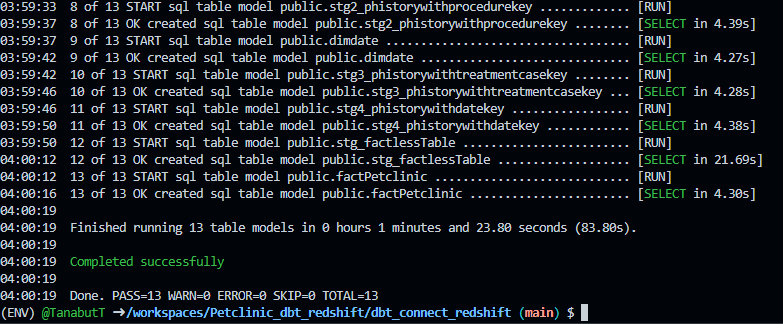 03:59:33  8 of 13 START sql table model public.stg2_phistorywithprocedurekey ............. [RUN]
03:59:37  8 of 13 OK created sql table model public.stg2_phistorywithprocedurekey ........ [SELECT in 4.39s]
03:59:37  9 of 13 START sql table model public.dimdate ................................... [RUN]
03:59:42  9 of 13 OK created sql table model public.dimdate .............................. [SELECT in 4.27s]
03:59:42  10 of 13 START sql table model public.stg3_phistorywithtreatmentcasekey ........ [RUN]
03:59:46  10 of 13 OK created sql table model public.stg3_phistorywithtreatmentcasekey ... [SELECT in 4.28s]
03:59:46  11 of 13 START sql table model public.stg4_phistorywithdatekey ................. [RUN]
03:59:50  11 of 13 OK created sql table model public.stg4_phistorywithdatekey ............ [SELECT in 4.38s]
03:59:50  12 of 13 START sql table model public.stg_factlessTable ........................ [RUN]
04:00:12  12 of 13 OK created sql table model public.stg_factlessTable ................... [SELECT in 21.69s]
04:00:12  13 of 13 START sql table model public.factPetclinic ............................ [RUN]
04:00:16  13 of 13 OK created sql table model public.factPetclinic ....................... [SELECT in 4.30s]
04:00:19
04:00:19  Finished running 13 table models in 0 hours 1 minutes and 23.80 seconds (83.80s).
04:00:19
04:00:19  Completed successfully
04:00:19
04:00:19  Done. PASS=13 WARN=0 ERROR=0 SKIP=0 TOTAL=13
(ENV) @TanabutT ➜/workspaces/Petclinic_dbt_redshift/dbt_connect_redshift (main) $